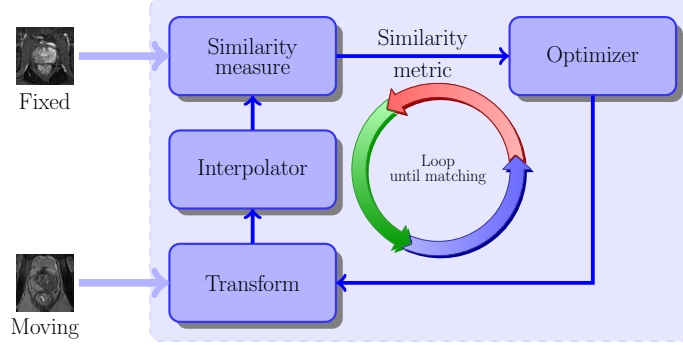 Similarity
measure
Similarity
metric
Optimizer
Fixed
Interpolator
Loop
until matching
Transform
Moving